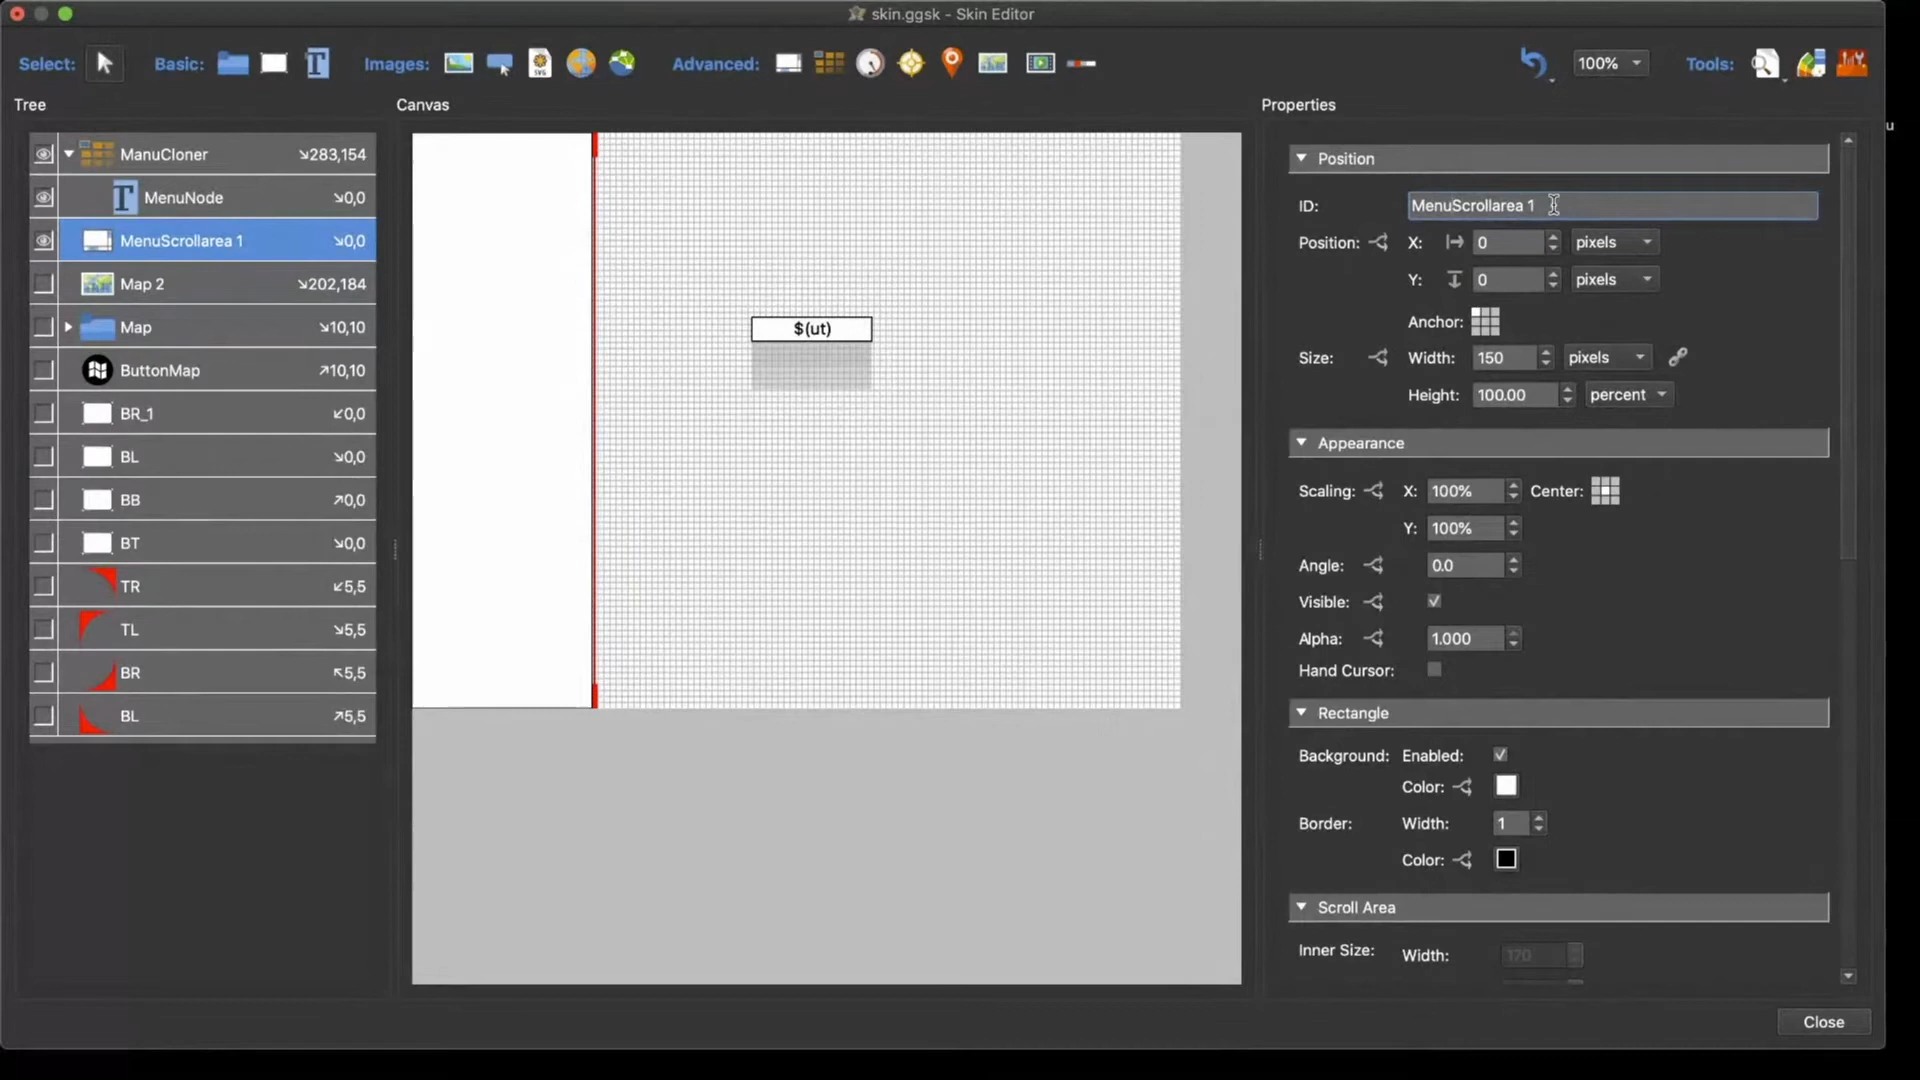 skin.ggsk - Skin Editor
Select: Basic: T Images: SVG Advanced: 100% Tools:
Tree Canvas Properties
ManuCloner ↘283,154
T MenuNode ↘0,0
MenuScrollarea 1 ↘0,0
Map 2 ↘202,184
Map ↘10,10
ButtonMap ↗10,10
BR_1 ↙0,0
BL ↘0,0
BB ↗0,0
BT ↘0,0
TR ↙5,5
TL ↘5,5
BR ↖5,5
BL ↗5,5
$(ut)
Position
ID: MenuScrollarea 1
Position: X: 0 pixels
Y: 0 pixels
Anchor:
Size: Width: 150 pixels
Height: 100.00 percent
Appearance
Scaling: X: 100% Center:
Y: 100%
Angle: 0.0
Visible:
Alpha: 1.000
Hand Cursor:
Rectangle
Background: Enabled:
Color:
Border: Width: 1
Color:
Scroll Area
Inner Size: Width: 170
Close
u